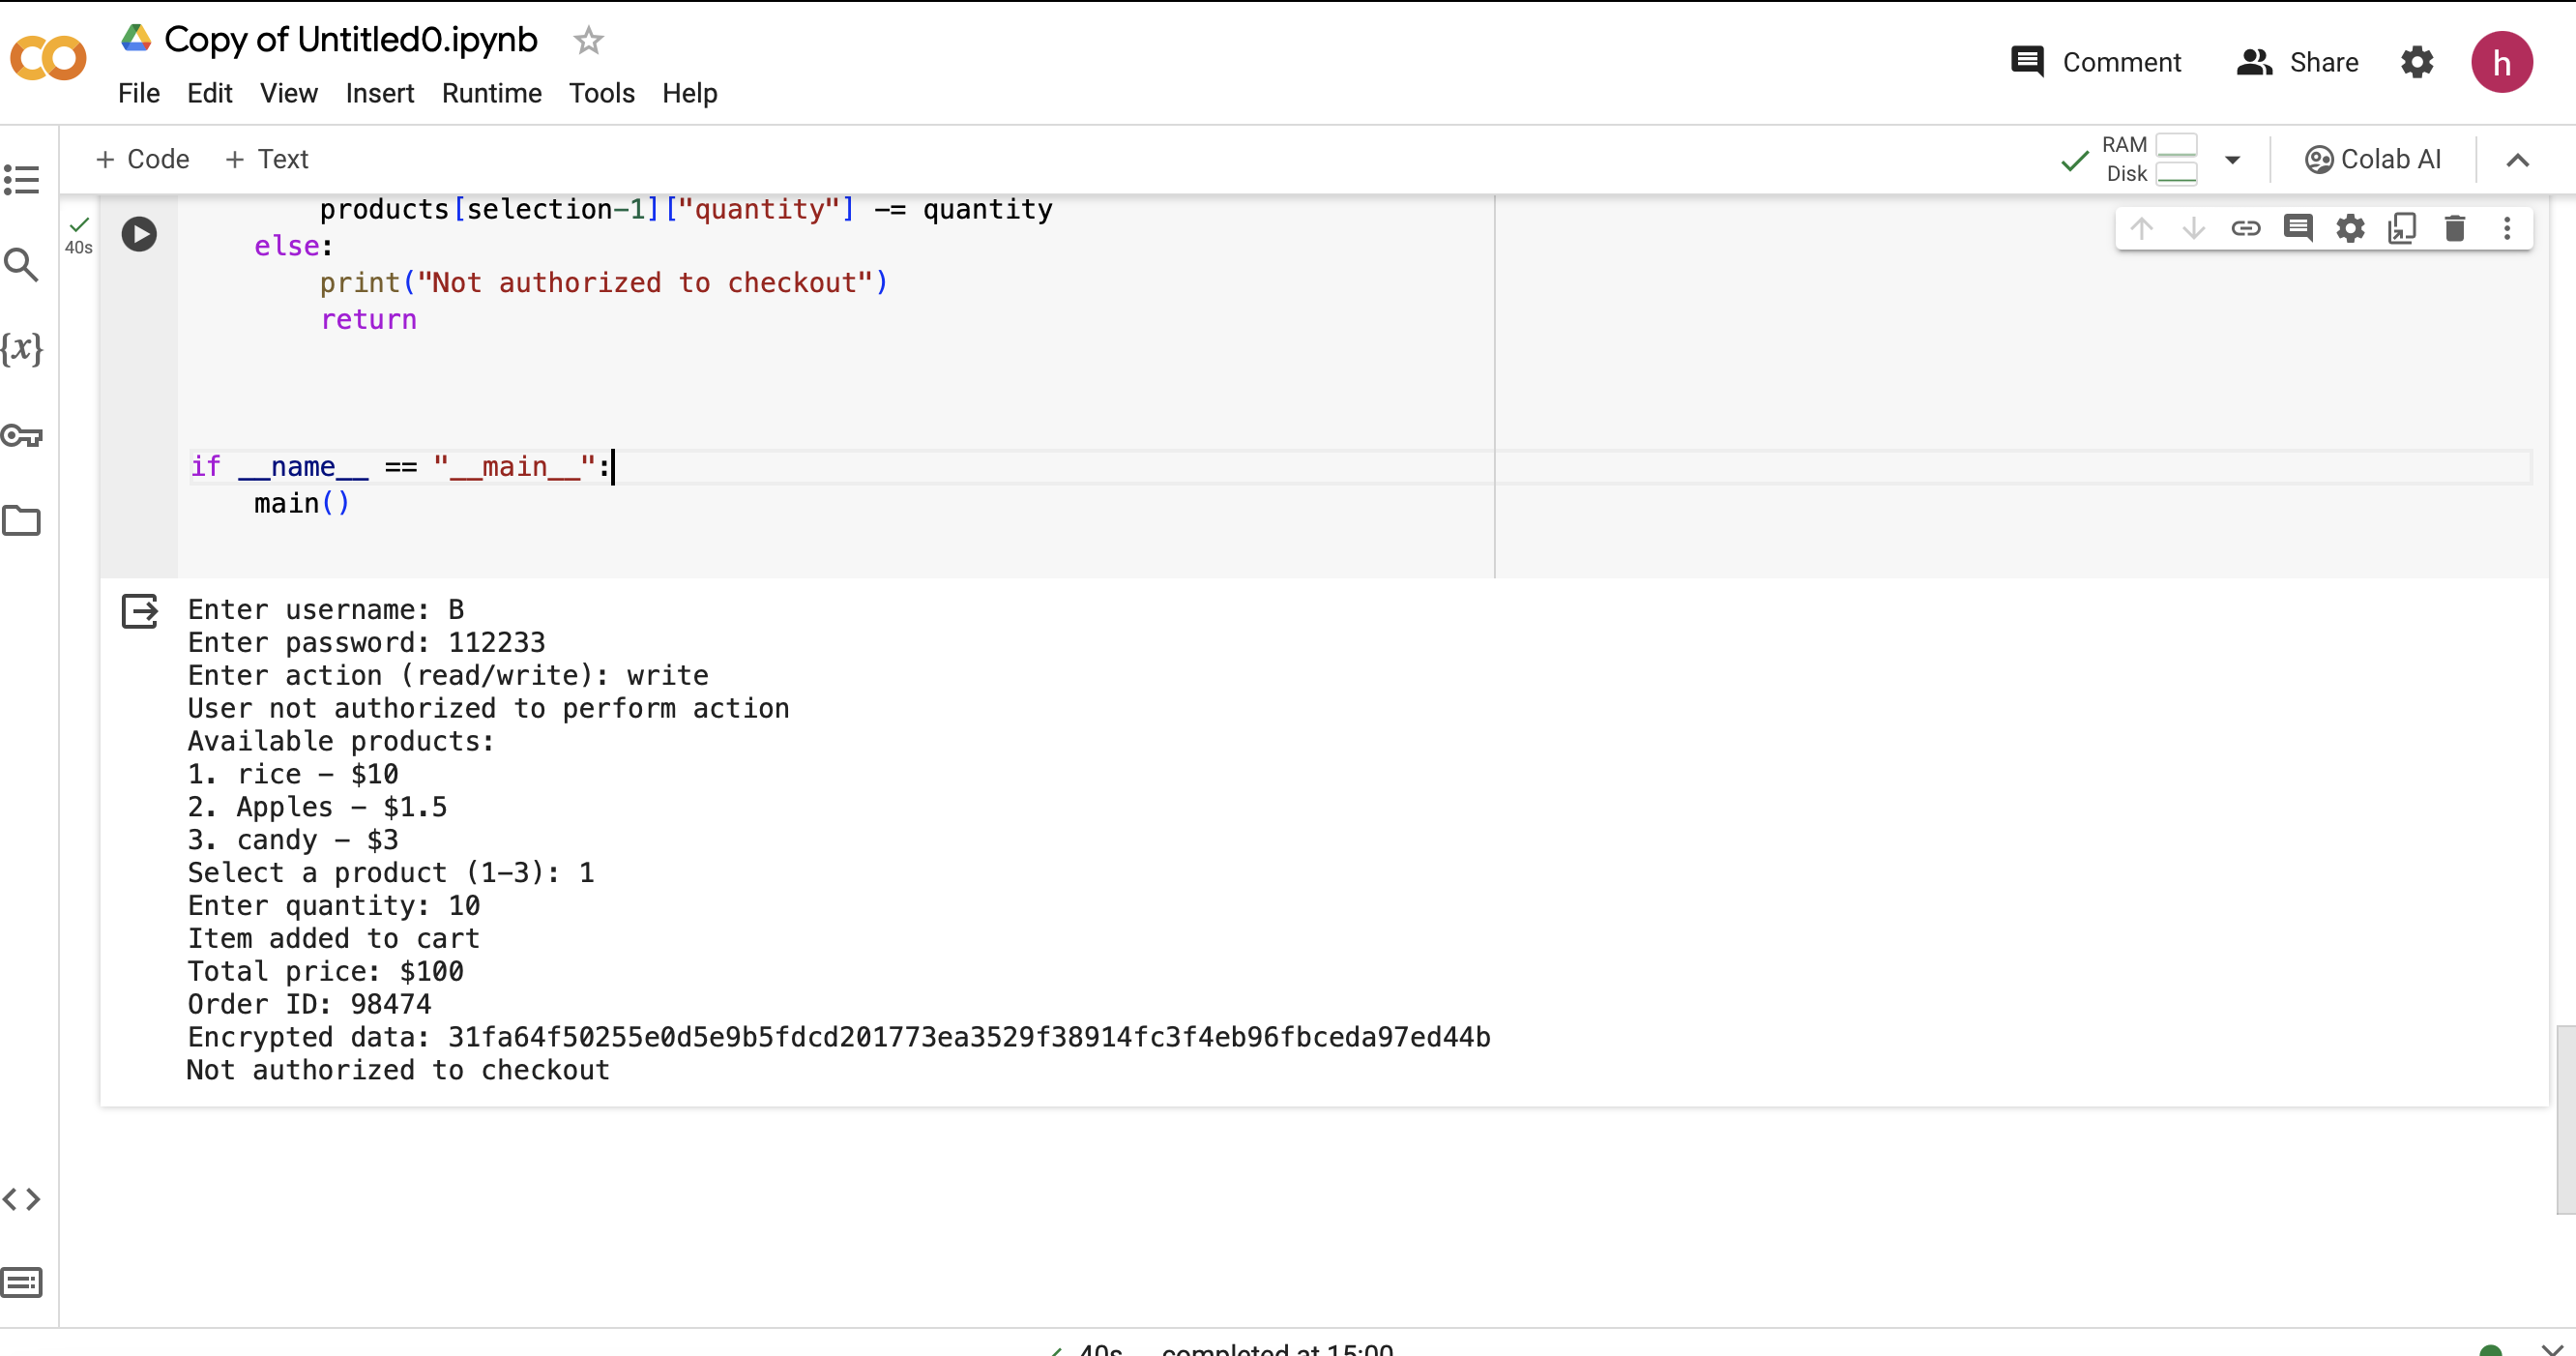 Copy of Untitled0.ipynb
Comment
Share
h
File Edit View Insert Runtime Tools Help
+ Code + Text
RAM
Disk
Colab AI
40s
products[selection-1]["quantity"] -= quantity
else:
print("Not authorized to checkout")
return
{x}
if __name__ == "__main__":
main()
Enter username: B
Enter password: 112233
Enter action (read/write): write
User not authorized to perform action
Available products:
1. rice - $10
2. Apples - $1.5
3. candy - $3
Select a product (1-3): 1
Enter quantity: 10
Item added to cart
Total price: $100
Order ID: 98474
Encrypted data: 31fa64f50255e0d5e9b5fdcd201773ea3529f38914fc3f4eb96fbceda97ed44b
Not authorized to checkout
40s completed at 15:00